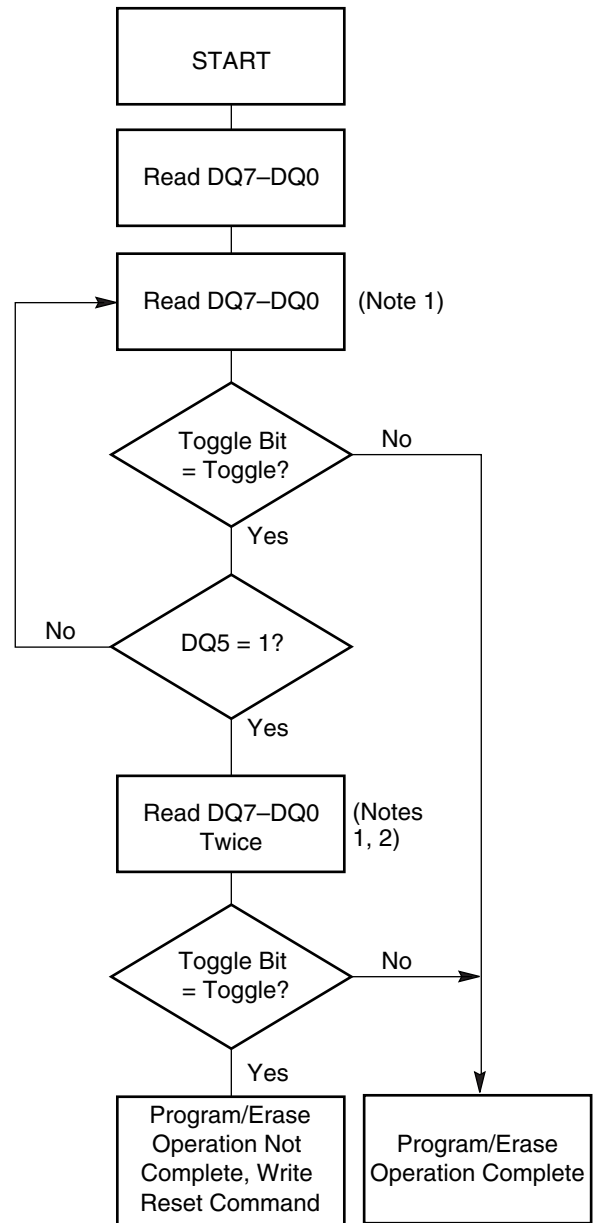 START
Read DQ7–DQ0
Read DQ7–DQ0
(Note 1)
Toggle Bit
= Toggle?
No
Yes
No
DQ5 = 1?
Yes
Read DQ7–DQ0
Twice
(Notes
1, 2)
Toggle Bit
= Toggle?
No
Yes
Program/Erase
Operation Not
Complete, Write
Reset Command
Program/Erase
Operation Complete